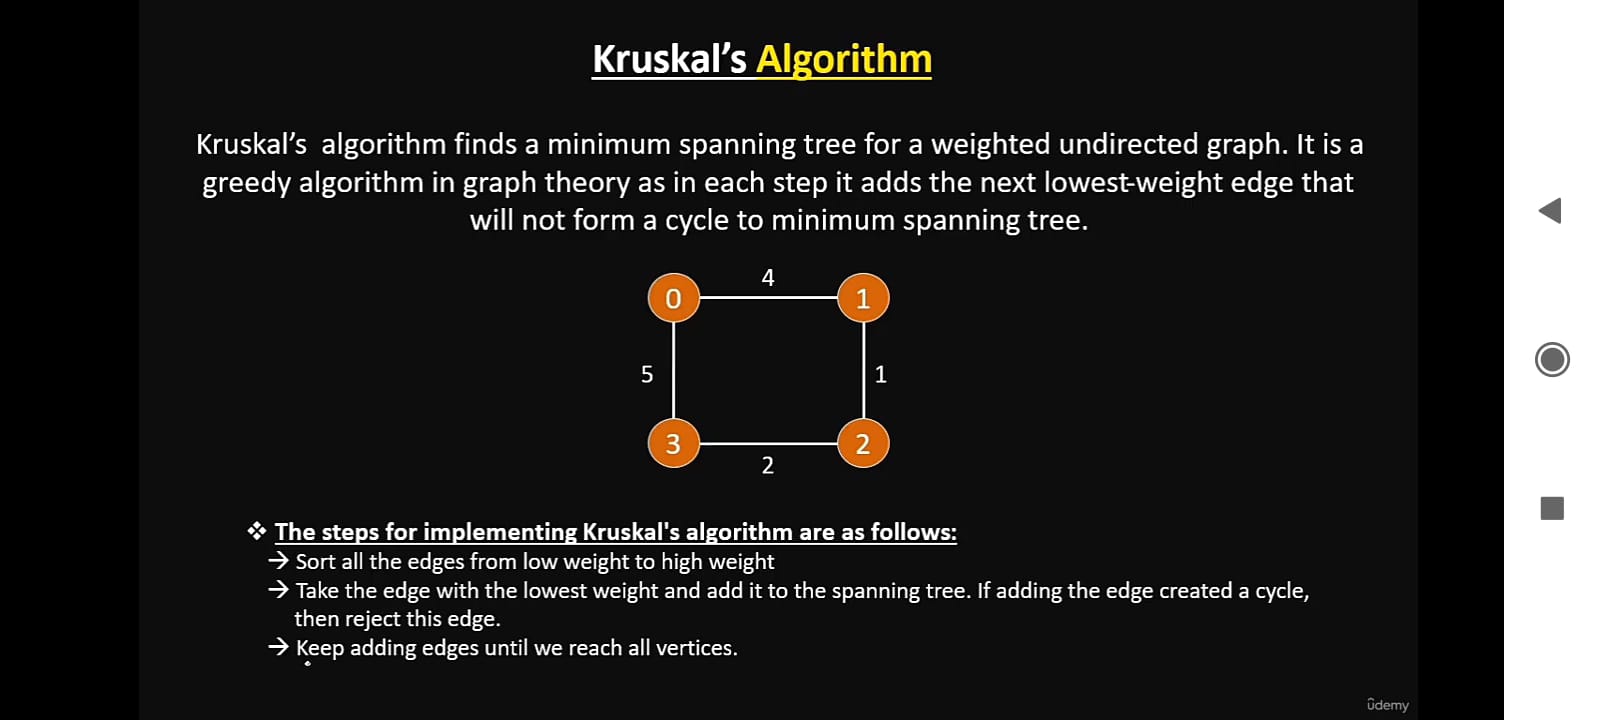 Kruskal’s Algorithm
Kruskal’s  algorithm finds a minimum spanning tree for a weighted undirected graph. It is a
greedy algorithm in graph theory as in each step it adds the next lowest-weight edge that
will not form a cycle to minimum spanning tree.
4
0
1
5
1
3
2
2
❖ The steps for implementing Kruskal's algorithm are as follows:
→ Sort all the edges from low weight to high weight
→ Take the edge with the lowest weight and add it to the spanning tree. If adding the edge created a cycle,
then reject this edge.
→ Keep adding edges until we reach all vertices.
ûdemy